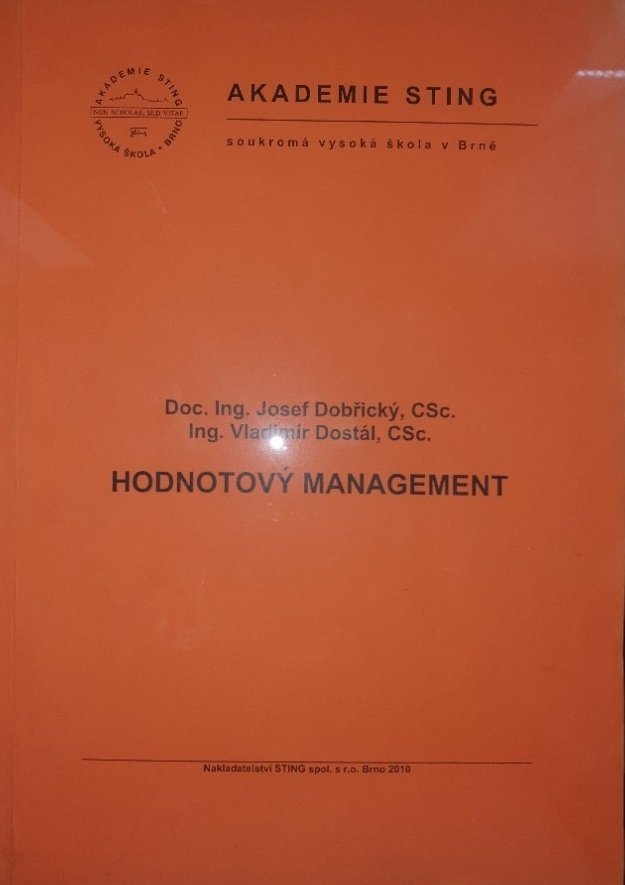 AKADEMIE STING
NON SCHOLAE, SED VITAE
VYSOKÁ ŠKOLA • BRNO
AKADEMIE STING
soukromá vysoká škola v Brně
Doc. Ing. Josef Dobřický, CSc.
Ing. Vladimír Dostál, CSc.
HODNOTOVÝ MANAGEMENT
Nakladatelství STING spol. s r.o. Brno 2010